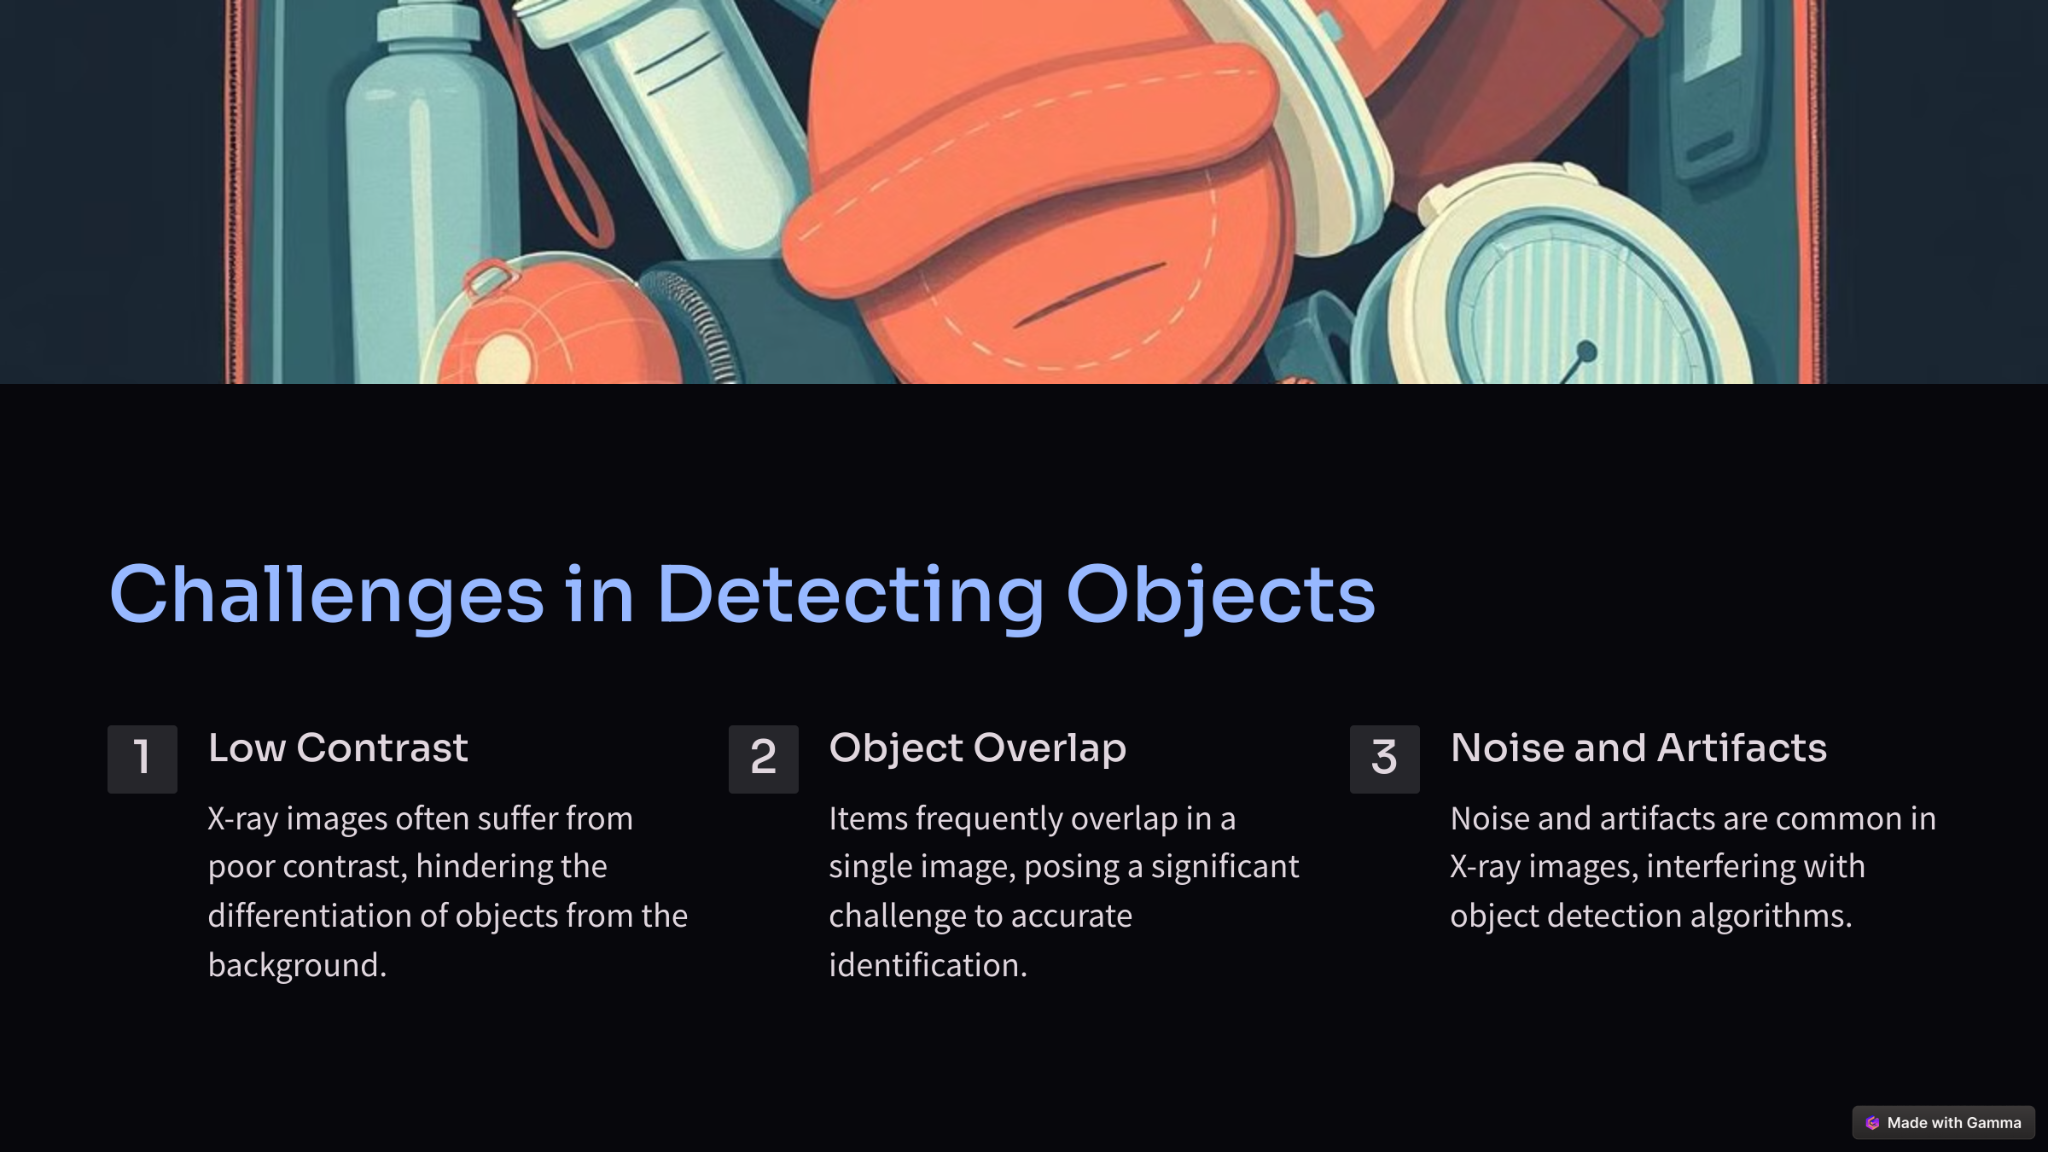 Challenges in Detecting Objects
1
Low Contrast
X-ray images often suffer from
poor contrast, hindering the
differentiation of objects from the
background.
2
Object Overlap
Items frequently overlap in a
single image, posing a significant
challenge to accurate
identification.
3
Noise and Artifacts
Noise and artifacts are common in
X-ray images, interfering with
object detection algorithms.
Made with Gamma